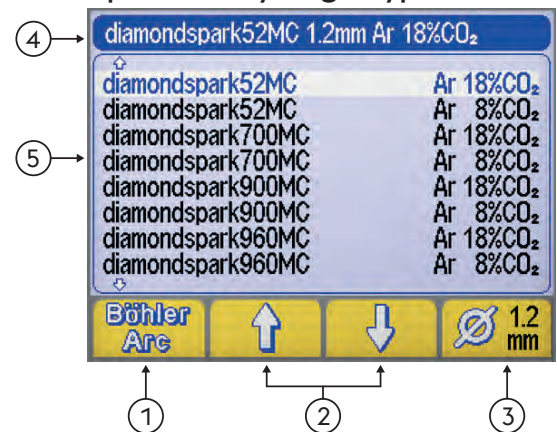 ④ diamondspark52MC 1.2mm Ar 18%CO₂
diamondspark52MC Ar 18%CO₂
diamondspark52MC Ar 8%CO₂
diamondspark700MC Ar 18%CO₂
⑤ diamondspark700MC Ar 8%CO₂
diamondspark900MC Ar 18%CO₂
diamondspark900MC Ar 8%CO₂
diamondspark960MC Ar 18%CO₂
diamondspark960MC Ar 8%CO₂
Böhler
Arc
1.2
mm
① ② ③